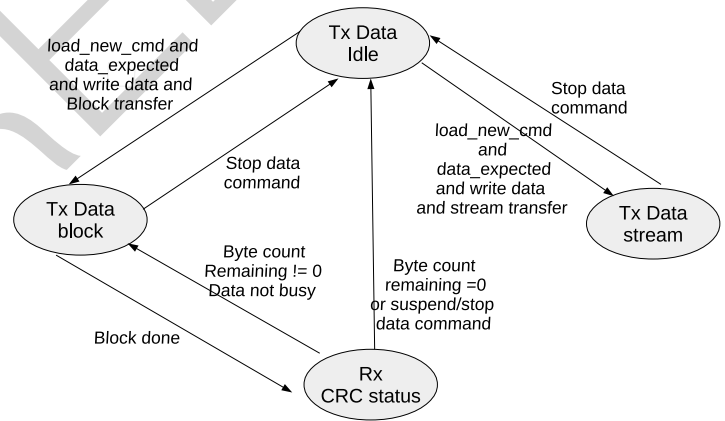 Tx Data
Idle
load_new_cmd and
data_expected
and write data and
Block transfer
Stop data
command
load_new_cmd
and
data_expected
and write data
and stream transfer
Stop data
command
Tx Data
block
Tx Data
stream
Byte count
Remaining != 0
Data not busy
Byte count
remaining =0
or suspend/stop
data command
Block done
Rx
CRC status